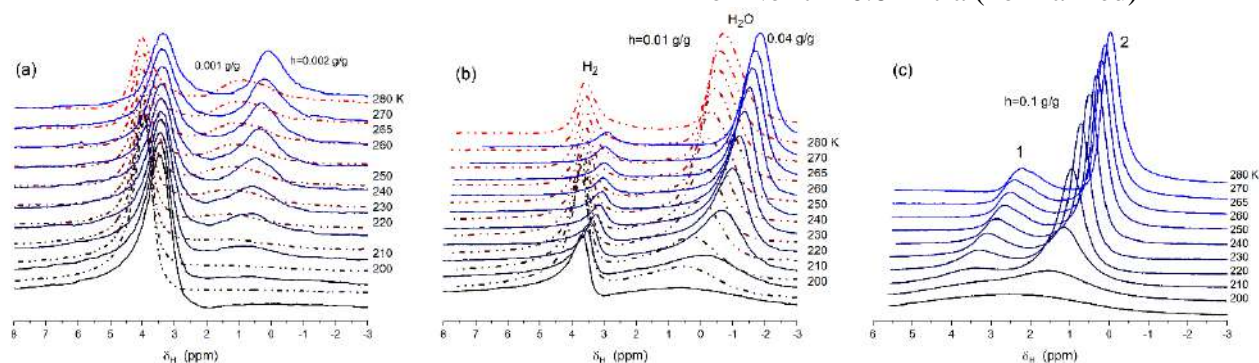 H₂O
(a)
0.001 g/g
h=0.002 g/g
280 K
270
265
260
250
240
230
220
210
200
8 7 6 5 4 3 2 1 0 -1 -2 -3
δH (ppm)
(b)
H₂
h=0.01 g/g
0.04 g/g
280 K
270
265
260
250
240
230
220
210
200
8 7 6 5 4 3 2 1 0 -1 -2 -3
δH (ppm)
(c)
1
2
h=0.1 g/g
280 K
270
265
260
250
240
230
220
210
200
6 5 4 3 2 1 0 -1 -2 -3
δH (ppm)